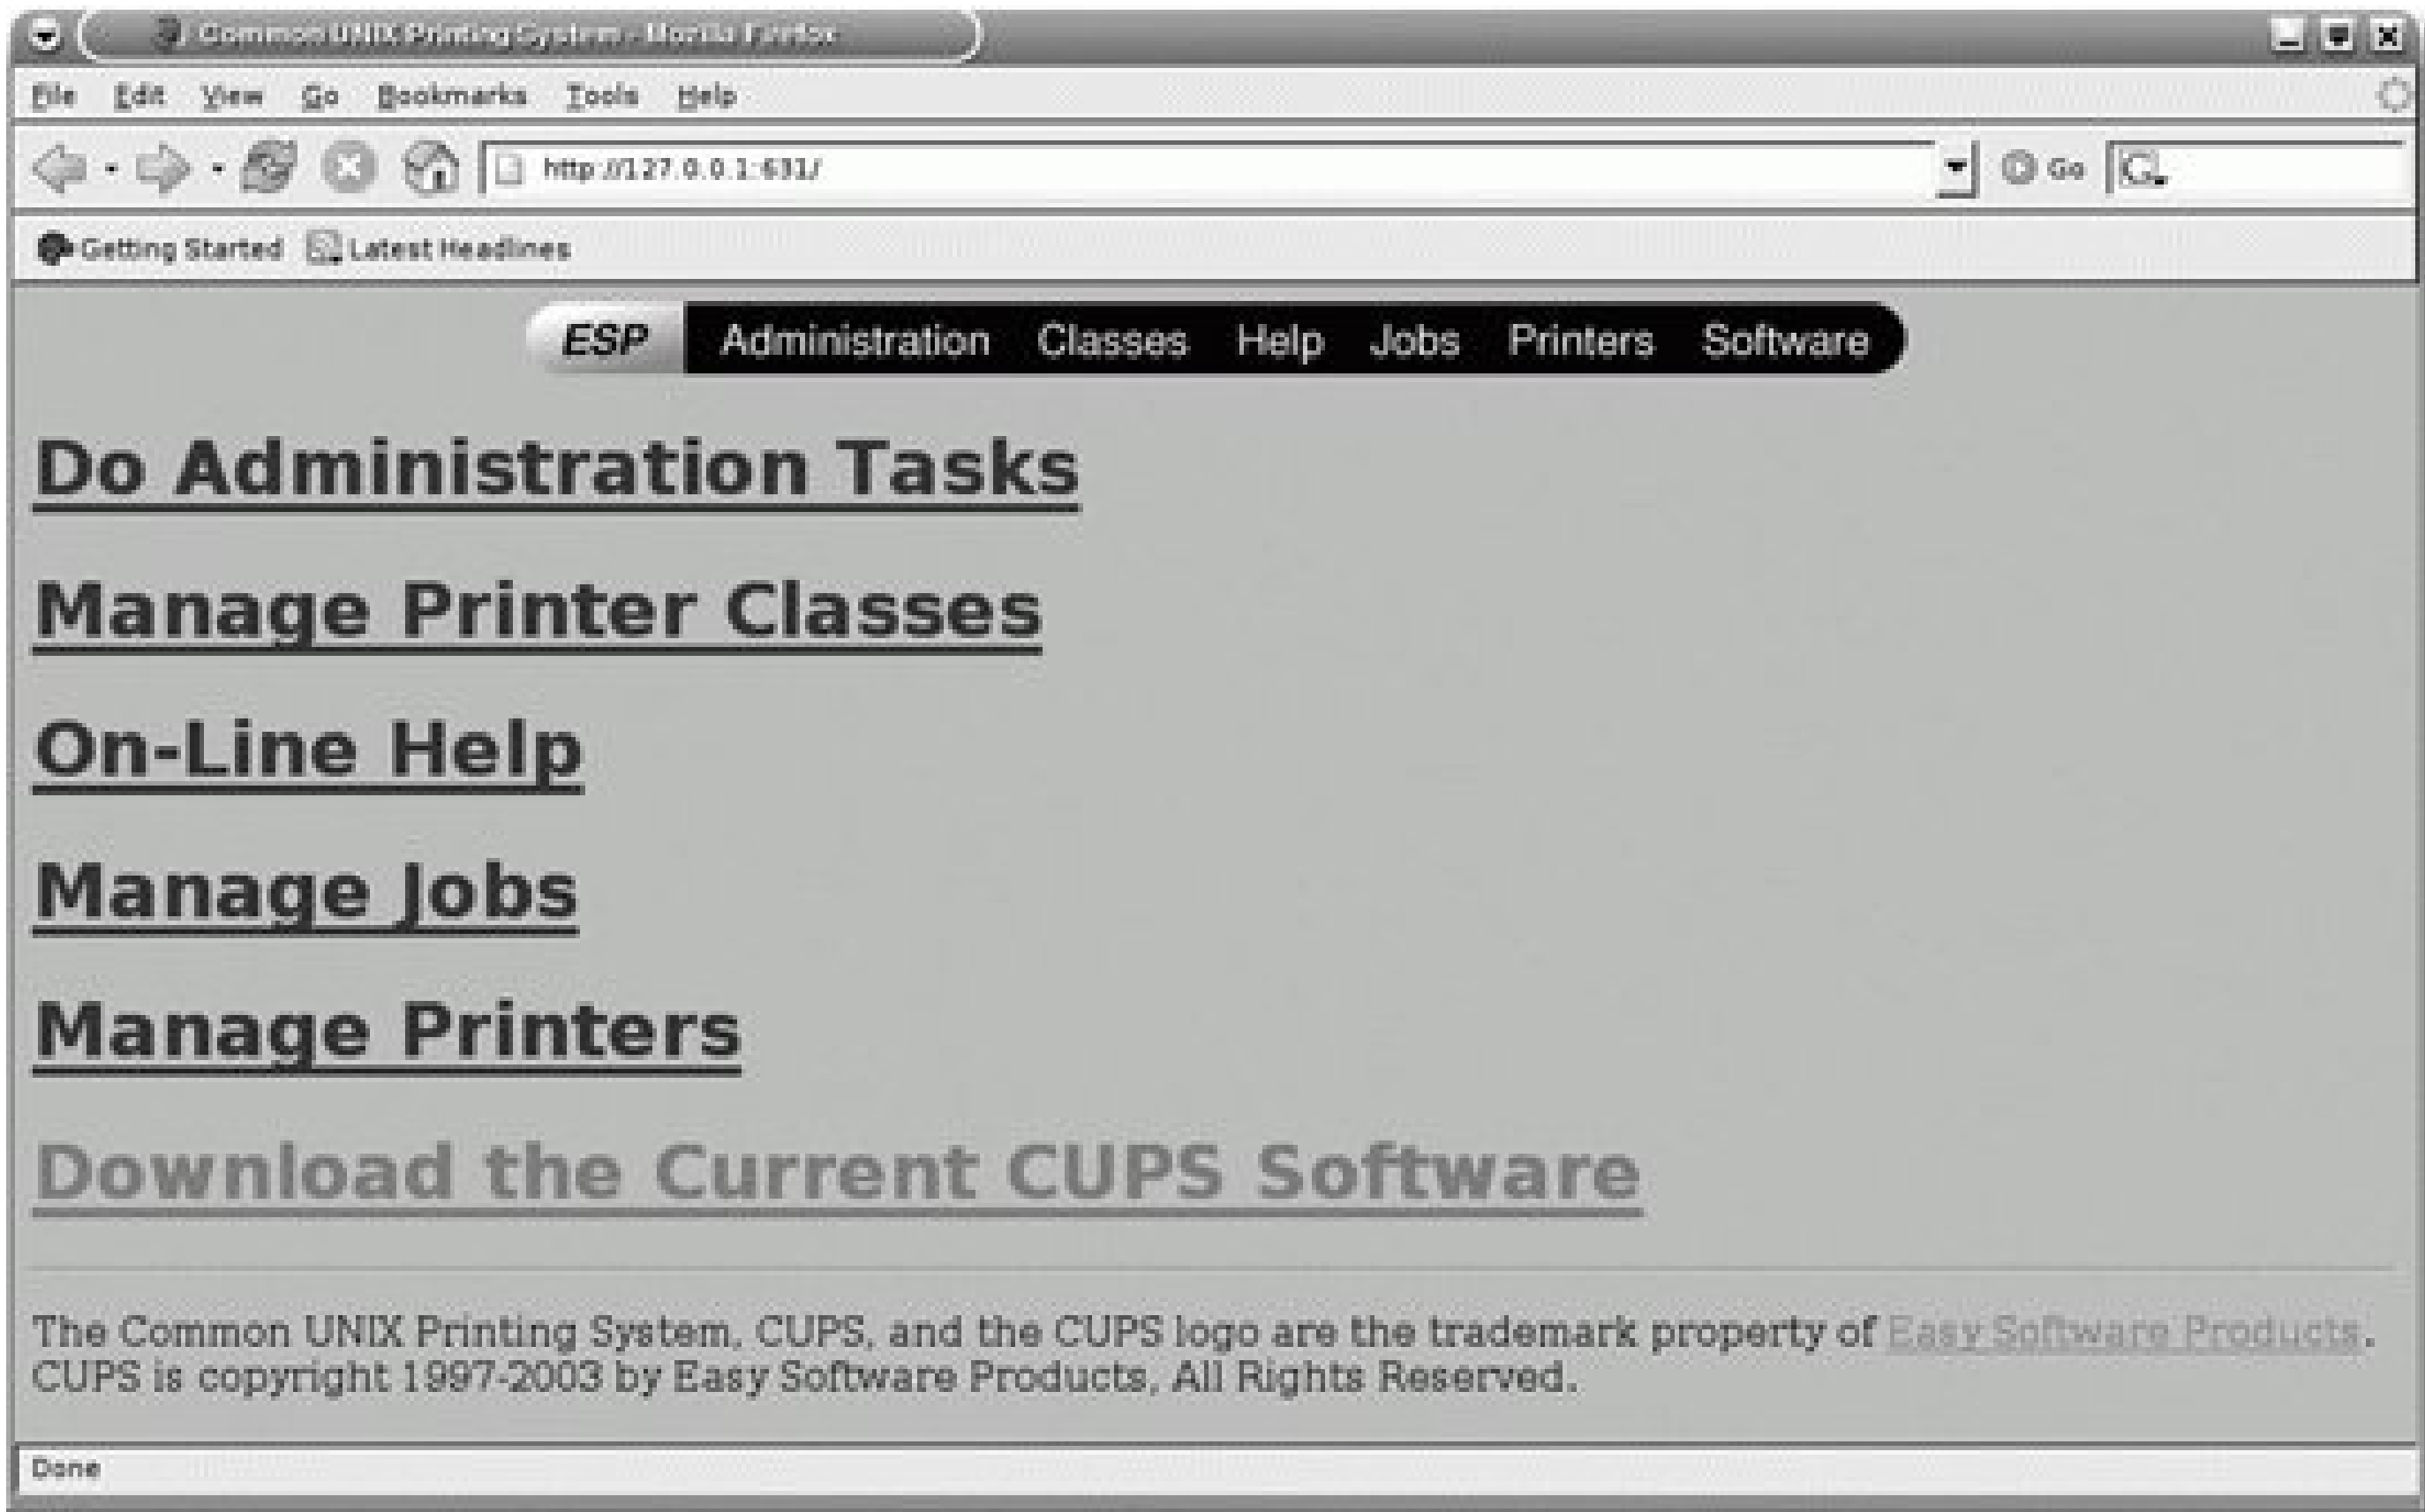 Common UNIX Printing System - Mozilla Firefox
File Edit View Go Bookmarks Tools Help
http://127.0.0.1:631/ Go
Getting Started Latest Headlines
ESP Administration Classes Help Jobs Printers Software
Do Administration Tasks
Manage Printer Classes
On-Line Help
Manage Jobs
Manage Printers
Download the Current CUPS Software
The Common UNIX Printing System, CUPS, and the CUPS logo are the trademark property of Easy Software Products.
CUPS is copyright 1997-2003 by Easy Software Products, All Rights Reserved.
Done